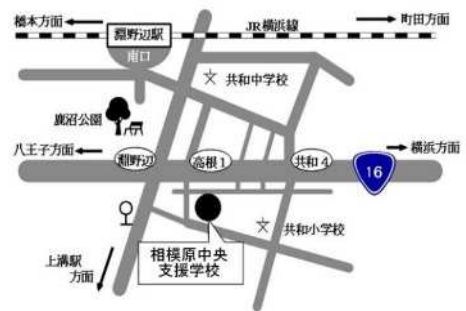 橋本方面
淵野辺駅
南口
JR横浜線
町田方面
共和中学校
鹿沼公園
八王子方面
淵野辺
高根1
共和4
16
横浜方面
共和小学校
相模原中央
支援学校
上溝駅
方面